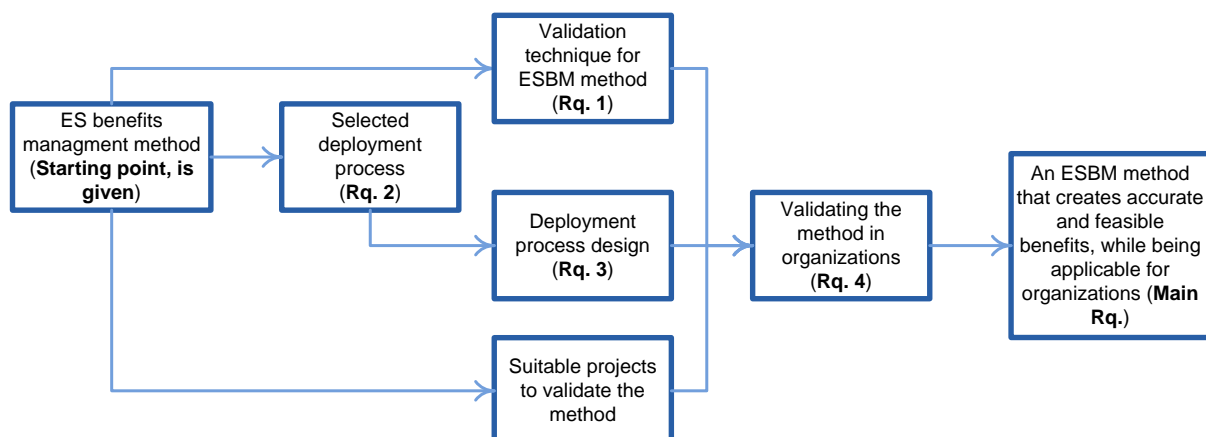 ES benefits
managment method
(Starting point, is
given)
Selected
deployment
process
(Rq. 2)
Validation
technique for
ESBM method
(Rq. 1)
Deployment
process design
(Rq. 3)
Suitable projects
to validate the
method
Validating the
method in
organizations
(Rq. 4)
An ESBM method
that creates accurate
and feasible
benefits, while being
applicable for
organizations (Main
Rq.)